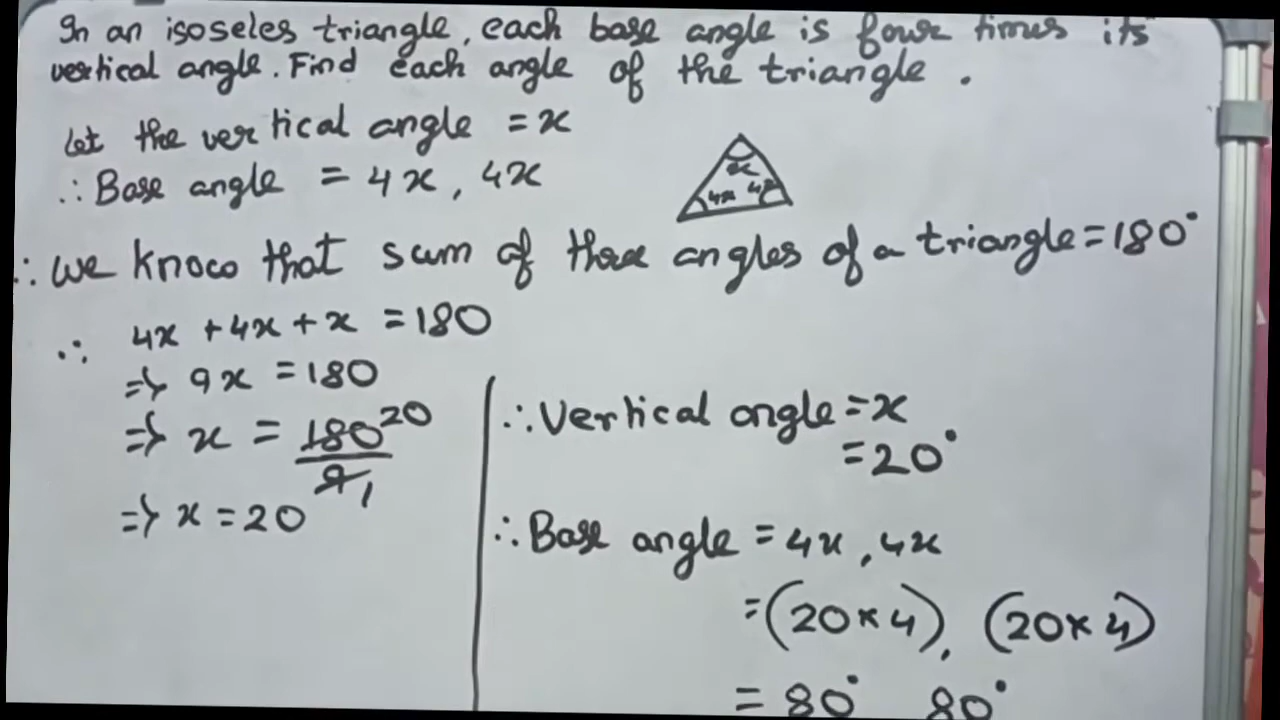 In an isoseles triangle, each base angle is four times its
vertical angle. Find each angle of the triangle.
Let the vertical angle = x
∴ Base angle = 4x, 4x
x
4x 4x
∴ We know that sum of three angles of a triangle = 180°
∴ 4x + 4x + x = 180
=> 9x = 180
=> x = 180 20
9 1
=> x = 20
∴ Vertical angle = x
= 20°
∴ Base angle = 4x, 4x
= (20 × 4), (20 × 4)
= 80° 80°